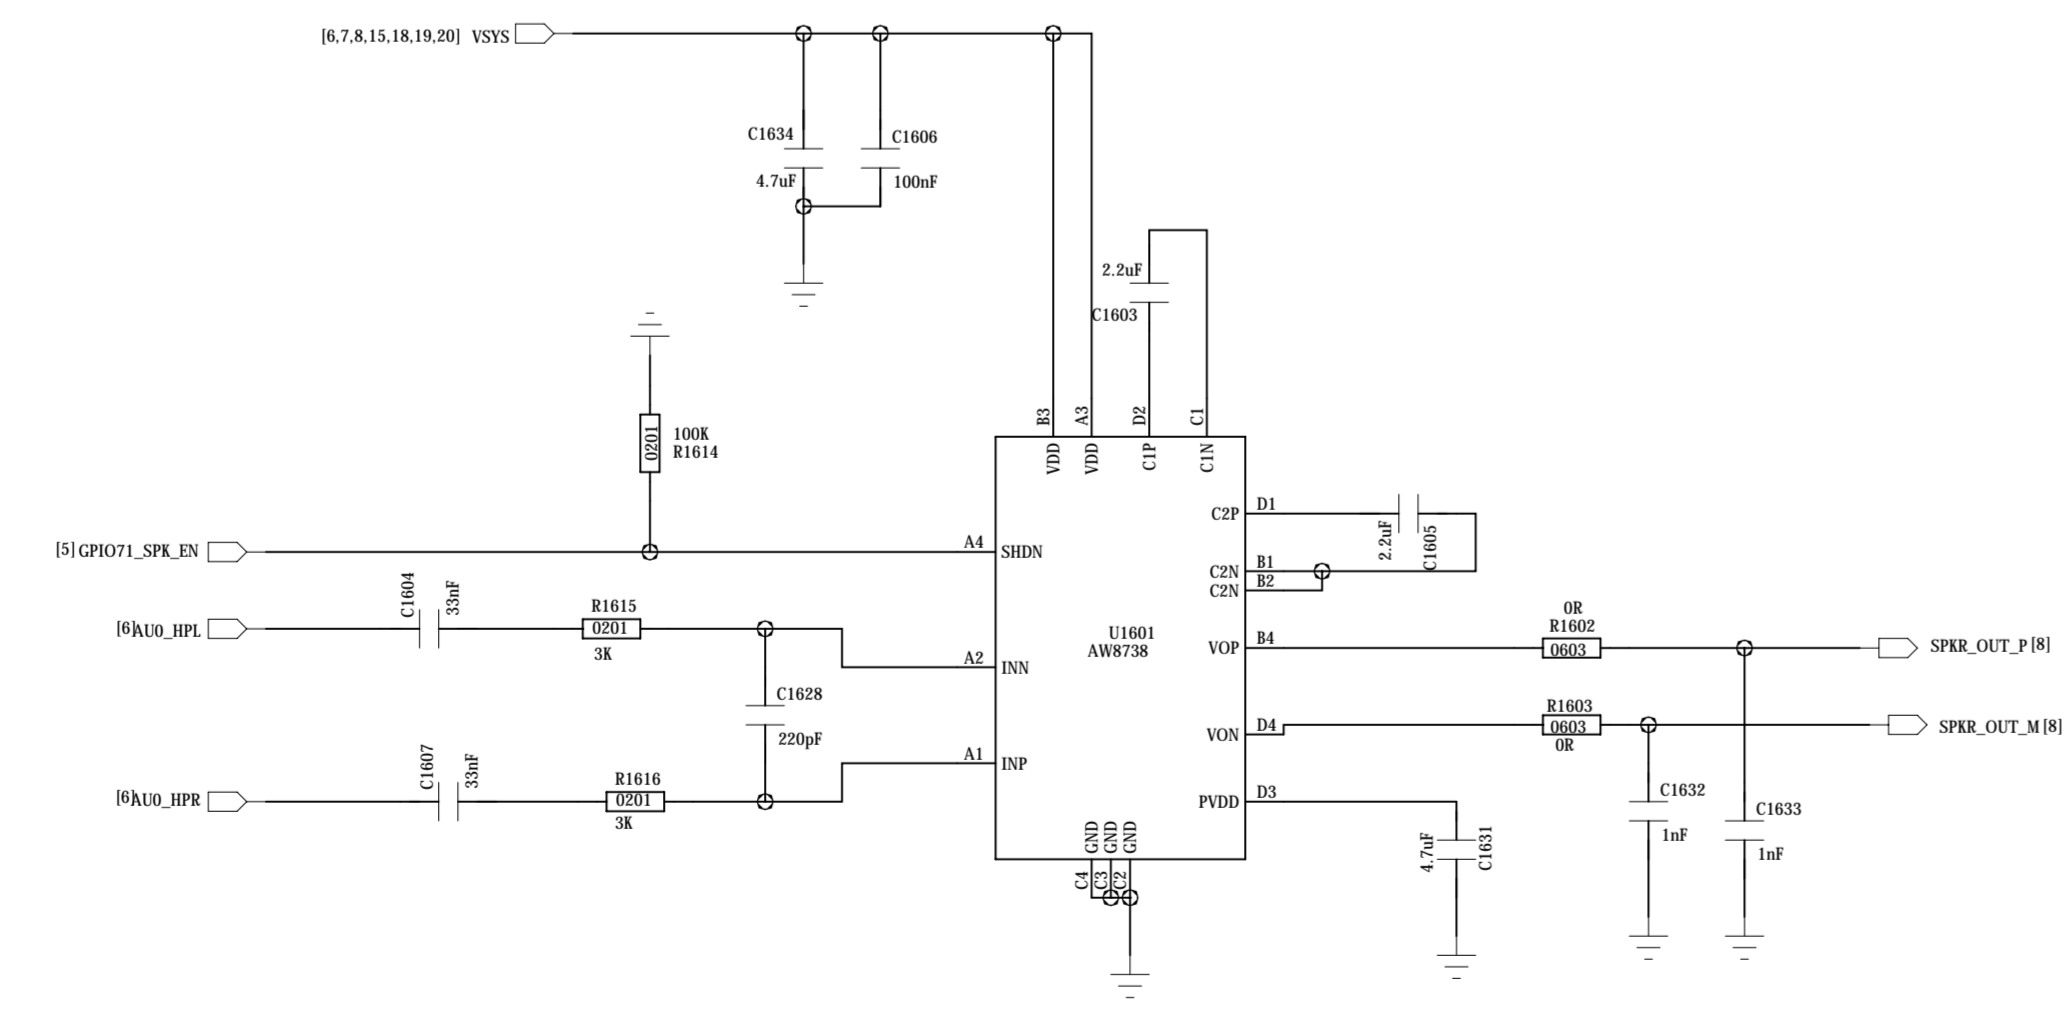 [6,7,8,15,18,19,20] VSYS
C1634
C1606
4.7uF
100nF
2.2uF
C1603
100K
0201
R1614
B3
A3
D2
C1
VDD
VDD
C1P
C1N
[5] GPIO71_SPK_EN
A4
SHDN
C2P
D1
2.2uF
C1605
C2N
B1
C2N
B2
C1604
33nF
[6]AU0_HPL
R1615
0201
3K
A2
INN
U1601
AW8738
VOP
B4
0R
R1602
0603
SPKR_OUT_P [8]
C1628
220pF
VON
D4
R1603
0603
0R
SPKR_OUT_M [8]
C1607
33nF
[6]AU0_HPR
R1616
0201
3K
A1
INP
PVDD
D3
4.7uF
C1631
C1632
1nF
C1633
1nF
GND
GND
GND
C4
C3
C2